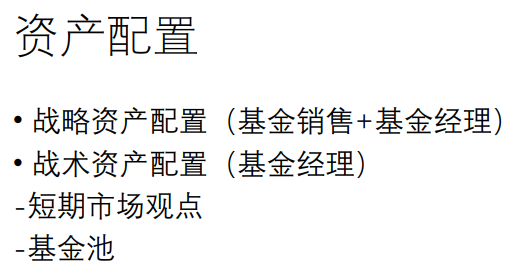 资产配置
• 战略资产配置（基金销售+基金经理）
• 战术资产配置（基金经理）
-短期市场观点
-基金池